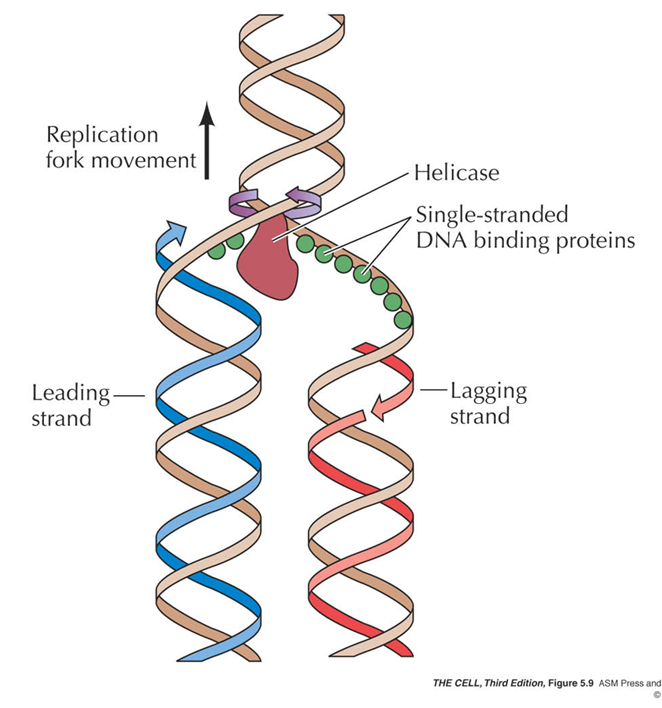 Replication
fork movement
Helicase
Single-stranded
DNA binding proteins
Leading
strand
Lagging
strand
THE CELL, Third Edition, Figure 5.9 ASM Press and
©